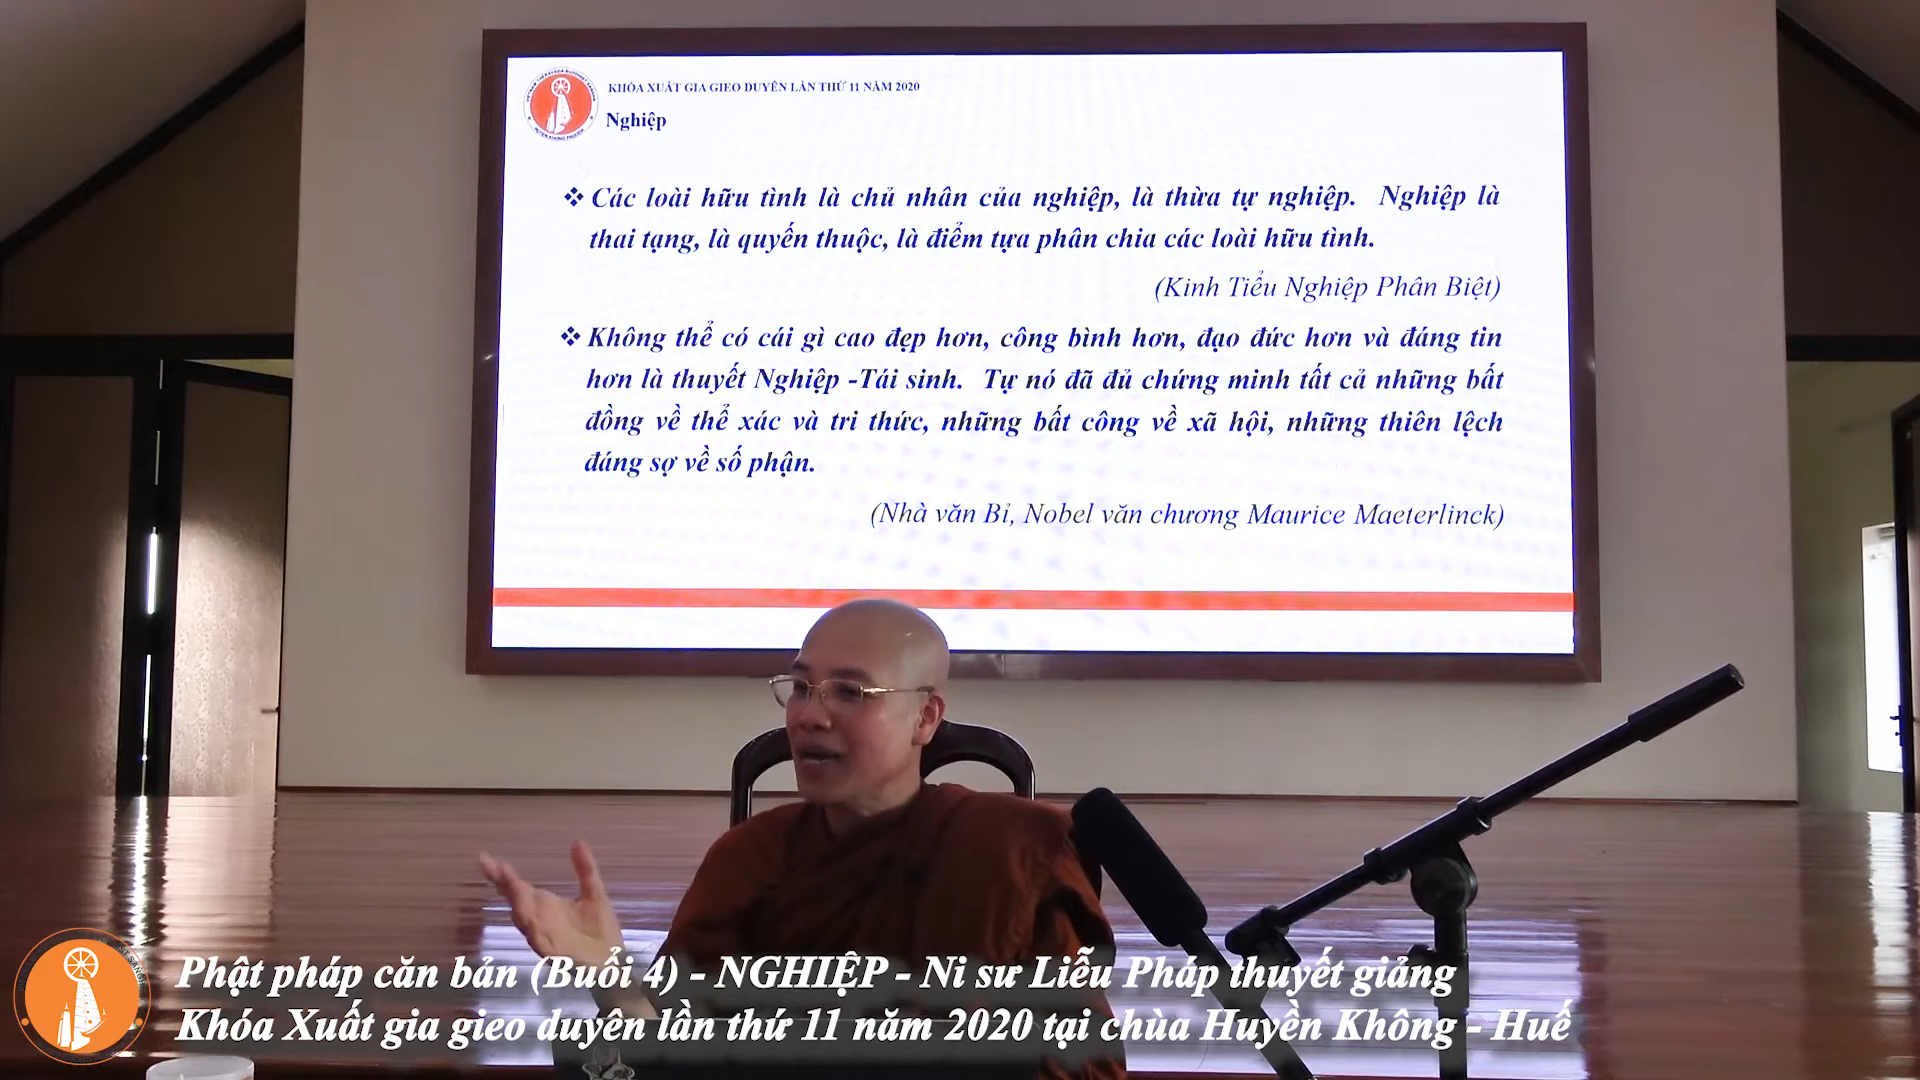 KHÓA XUẤT GIA GIEO DUYÊN LẦN THỨ 11 NĂM 2020
Nghiệp
❖ Các loài hữu tình là chủ nhân của nghiệp, là thừa tự nghiệp. Nghiệp là
thai tạng, là quyến thuộc, là điểm tựa phân chia các loài hữu tình.
(Kinh Tiểu Nghiệp Phân Biệt)
❖ Không thể có cái gì cao đẹp hơn, công bình hơn, đạo đức hơn và đáng tin
hơn là thuyết Nghiệp -Tái sinh. Tự nó đã đủ chứng minh tất cả những bất
đồng về thể xác và tri thức, những bất công về xã hội, những thiên lệch
đáng sợ về số phận.
(Nhà văn Bỉ, Nobel văn chương Maurice Maeterlinck)
Phật pháp căn bản (Buổi 4) - NGHIỆP - Ni sư Liễu Pháp thuyết giảng
Khóa Xuất gia gieo duyên lần thứ 11 năm 2020 tại chùa Huyền Không - Huế